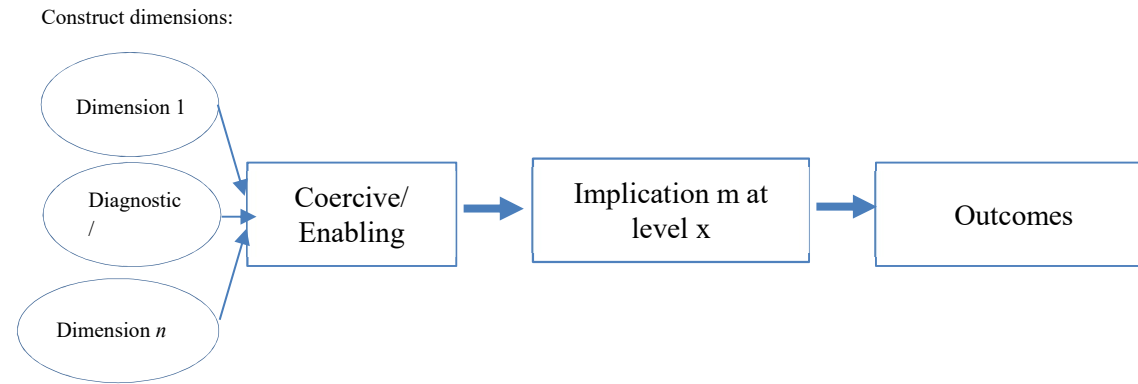 Construct dimensions:
Dimension 1
Diagnostic
/
Dimension n
Coercive/
Enabling
Implication m at
level x
Outcomes